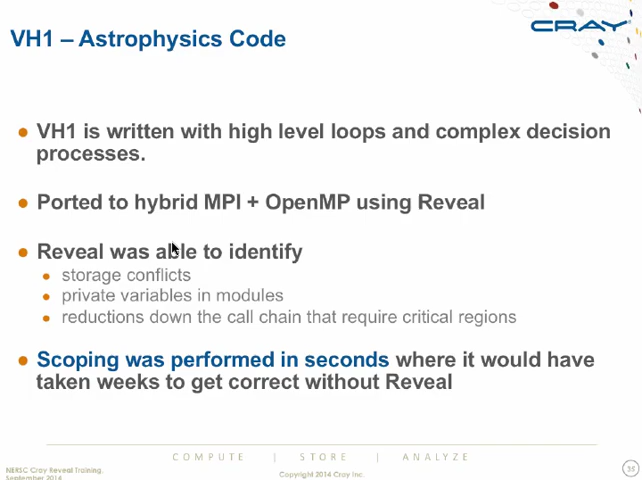 CRAY
VH1 – Astrophysics Code
● VH1 is written with high level loops and complex decision
processes.
● Ported to hybrid MPI + OpenMP using Reveal
● Reveal was able to identify
● storage conflicts
● private variables in modules
● reductions down the call chain that require critical regions
● Scoping was performed in seconds where it would have
taken weeks to get correct without Reveal
COMPUTE | STORE | ANALYZE
NERSC Cray Reveal Training.
September 2014
Copyright 2014 Cray Inc.
35